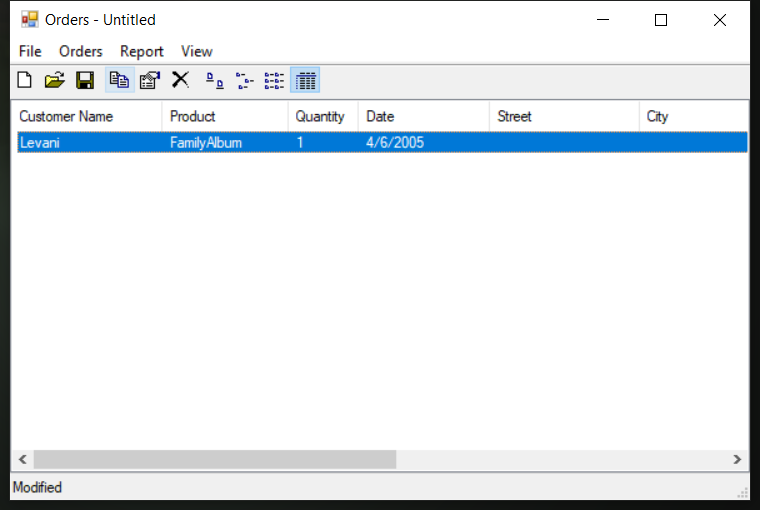 Orders - Untitled
File Orders Report View
Customer Name Product Quantity Date Street City
Levani FamilyAlbum 1 4/6/2005
Modified